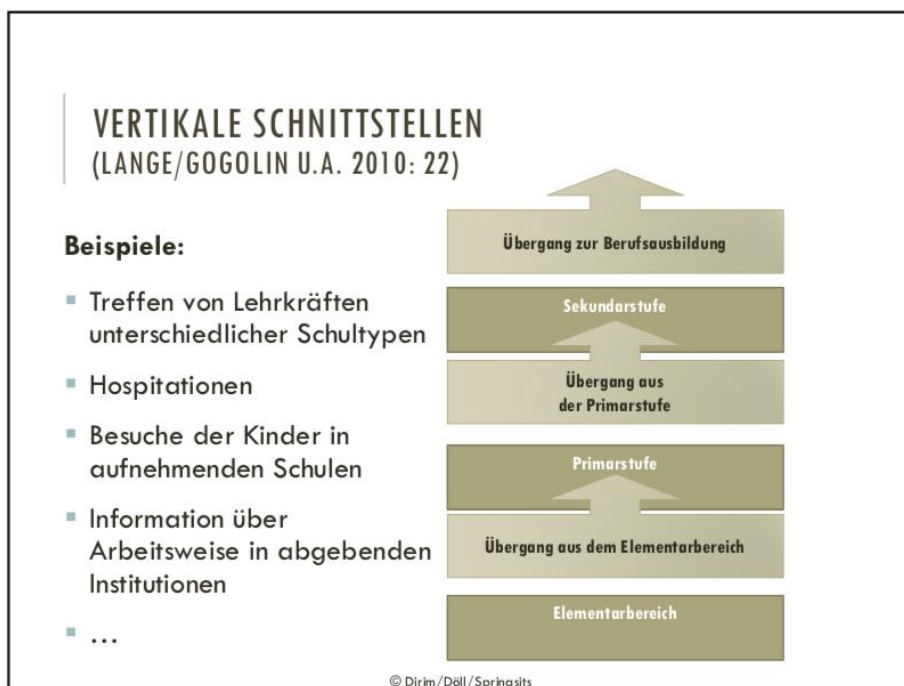 VERTIKALE SCHNITTSTELLEN
(LANGE/GOGOLIN U.A. 2010: 22)
Beispiele:
▪ Treffen von Lehrkräften
unterschiedlicher Schultypen
▪ Hospitationen
▪ Besuche der Kinder in
aufnehmenden Schulen
▪ Information über
Arbeitsweise in abgebenden
Institutionen
▪ ...
Übergang zur Berufsausbildung
Sekundarstufe
Übergang aus
der Primarstufe
Primarstufe
Übergang aus dem Elementarbereich
Elementarbereich
© Dirim/Döll/Springsits